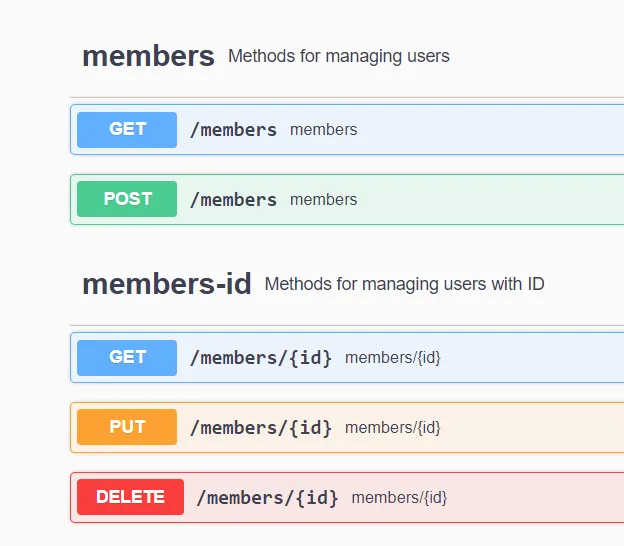 members Methods for managing users
GET /members members
POST /members members
members-id Methods for managing users with ID
GET /members/{id} members/{id}
PUT /members/{id} members/{id}
DELETE /members/{id} members/{id}